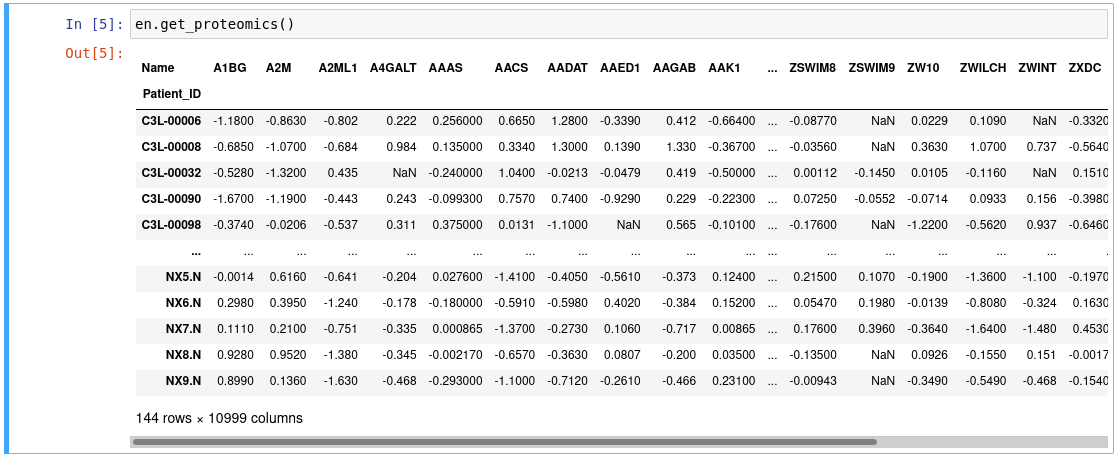 In [5]: en.get_proteomics()
Out[5]:
Name A1BG A2M A2ML1 A4GALT AAAS AACS AADAT AAED1 AAGAB AAK1 ... ZSWIM8 ZSWIM9 ZW10 ZWILCH ZWINT ZXDC
Patient_ID
C3L-00006 -1.1800 -0.8630 -0.802 0.222 0.256000 0.6650 1.2800 -0.3390 0.412 -0.66400 ... -0.08770 NaN 0.0229 0.1090 NaN -0.3320
C3L-00008 -0.6850 -1.0700 -0.684 0.984 0.135000 0.3340 1.3000 0.1390 1.330 -0.36700 ... -0.03560 NaN 0.3630 1.0700 0.737 -0.5640
C3L-00032 -0.5280 -1.3200 0.435 NaN -0.240000 1.0400 -0.0213 -0.0479 0.419 -0.50000 ... 0.00112 -0.1450 0.0105 -0.1160 NaN 0.1510
C3L-00090 -1.6700 -1.1900 -0.443 0.243 -0.099300 0.7570 0.7400 -0.9290 0.229 -0.22300 ... 0.07250 -0.0552 -0.0714 0.0933 0.156 -0.3980
C3L-00098 -0.3740 -0.0206 -0.537 0.311 0.375000 0.0131 -1.1000 NaN 0.565 -0.10100 ... -0.17600 NaN -1.2200 -0.5620 0.937 -0.6460
... ... ... ... ... ... ... ... ... ... ... ... ... ... ... ... ... .
NX5.N -0.0014 0.6160 -0.641 -0.204 0.027600 -1.4100 -0.4050 -0.5610 -0.373 0.12400 ... 0.21500 0.1070 -0.1900 -1.3600 -1.100 -0.1970
NX6.N 0.2980 0.3950 -1.240 -0.178 -0.180000 -0.5910 -0.5980 0.4020 -0.384 0.15200 ... 0.05470 0.1980 -0.0139 -0.8080 -0.324 0.1630
NX7.N 0.1110 0.2100 -0.751 -0.335 0.000865 -1.3700 -0.2730 0.1060 -0.717 0.00865 ... 0.17600 0.3960 -0.3640 -1.6400 -1.480 0.4530
NX8.N 0.9280 0.9520 -1.380 -0.345 -0.002170 -0.6570 -0.3630 0.0807 -0.200 0.03500 ... -0.13500 NaN 0.0926 -0.1550 0.151 -0.0017
NX9.N 0.8990 0.1360 -1.630 -0.468 -0.293000 -1.1000 -0.7120 -0.2610 -0.466 0.23100 ... -0.00943 NaN -0.3490 -0.5490 -0.468 -0.1540
144 rows × 10999 columns